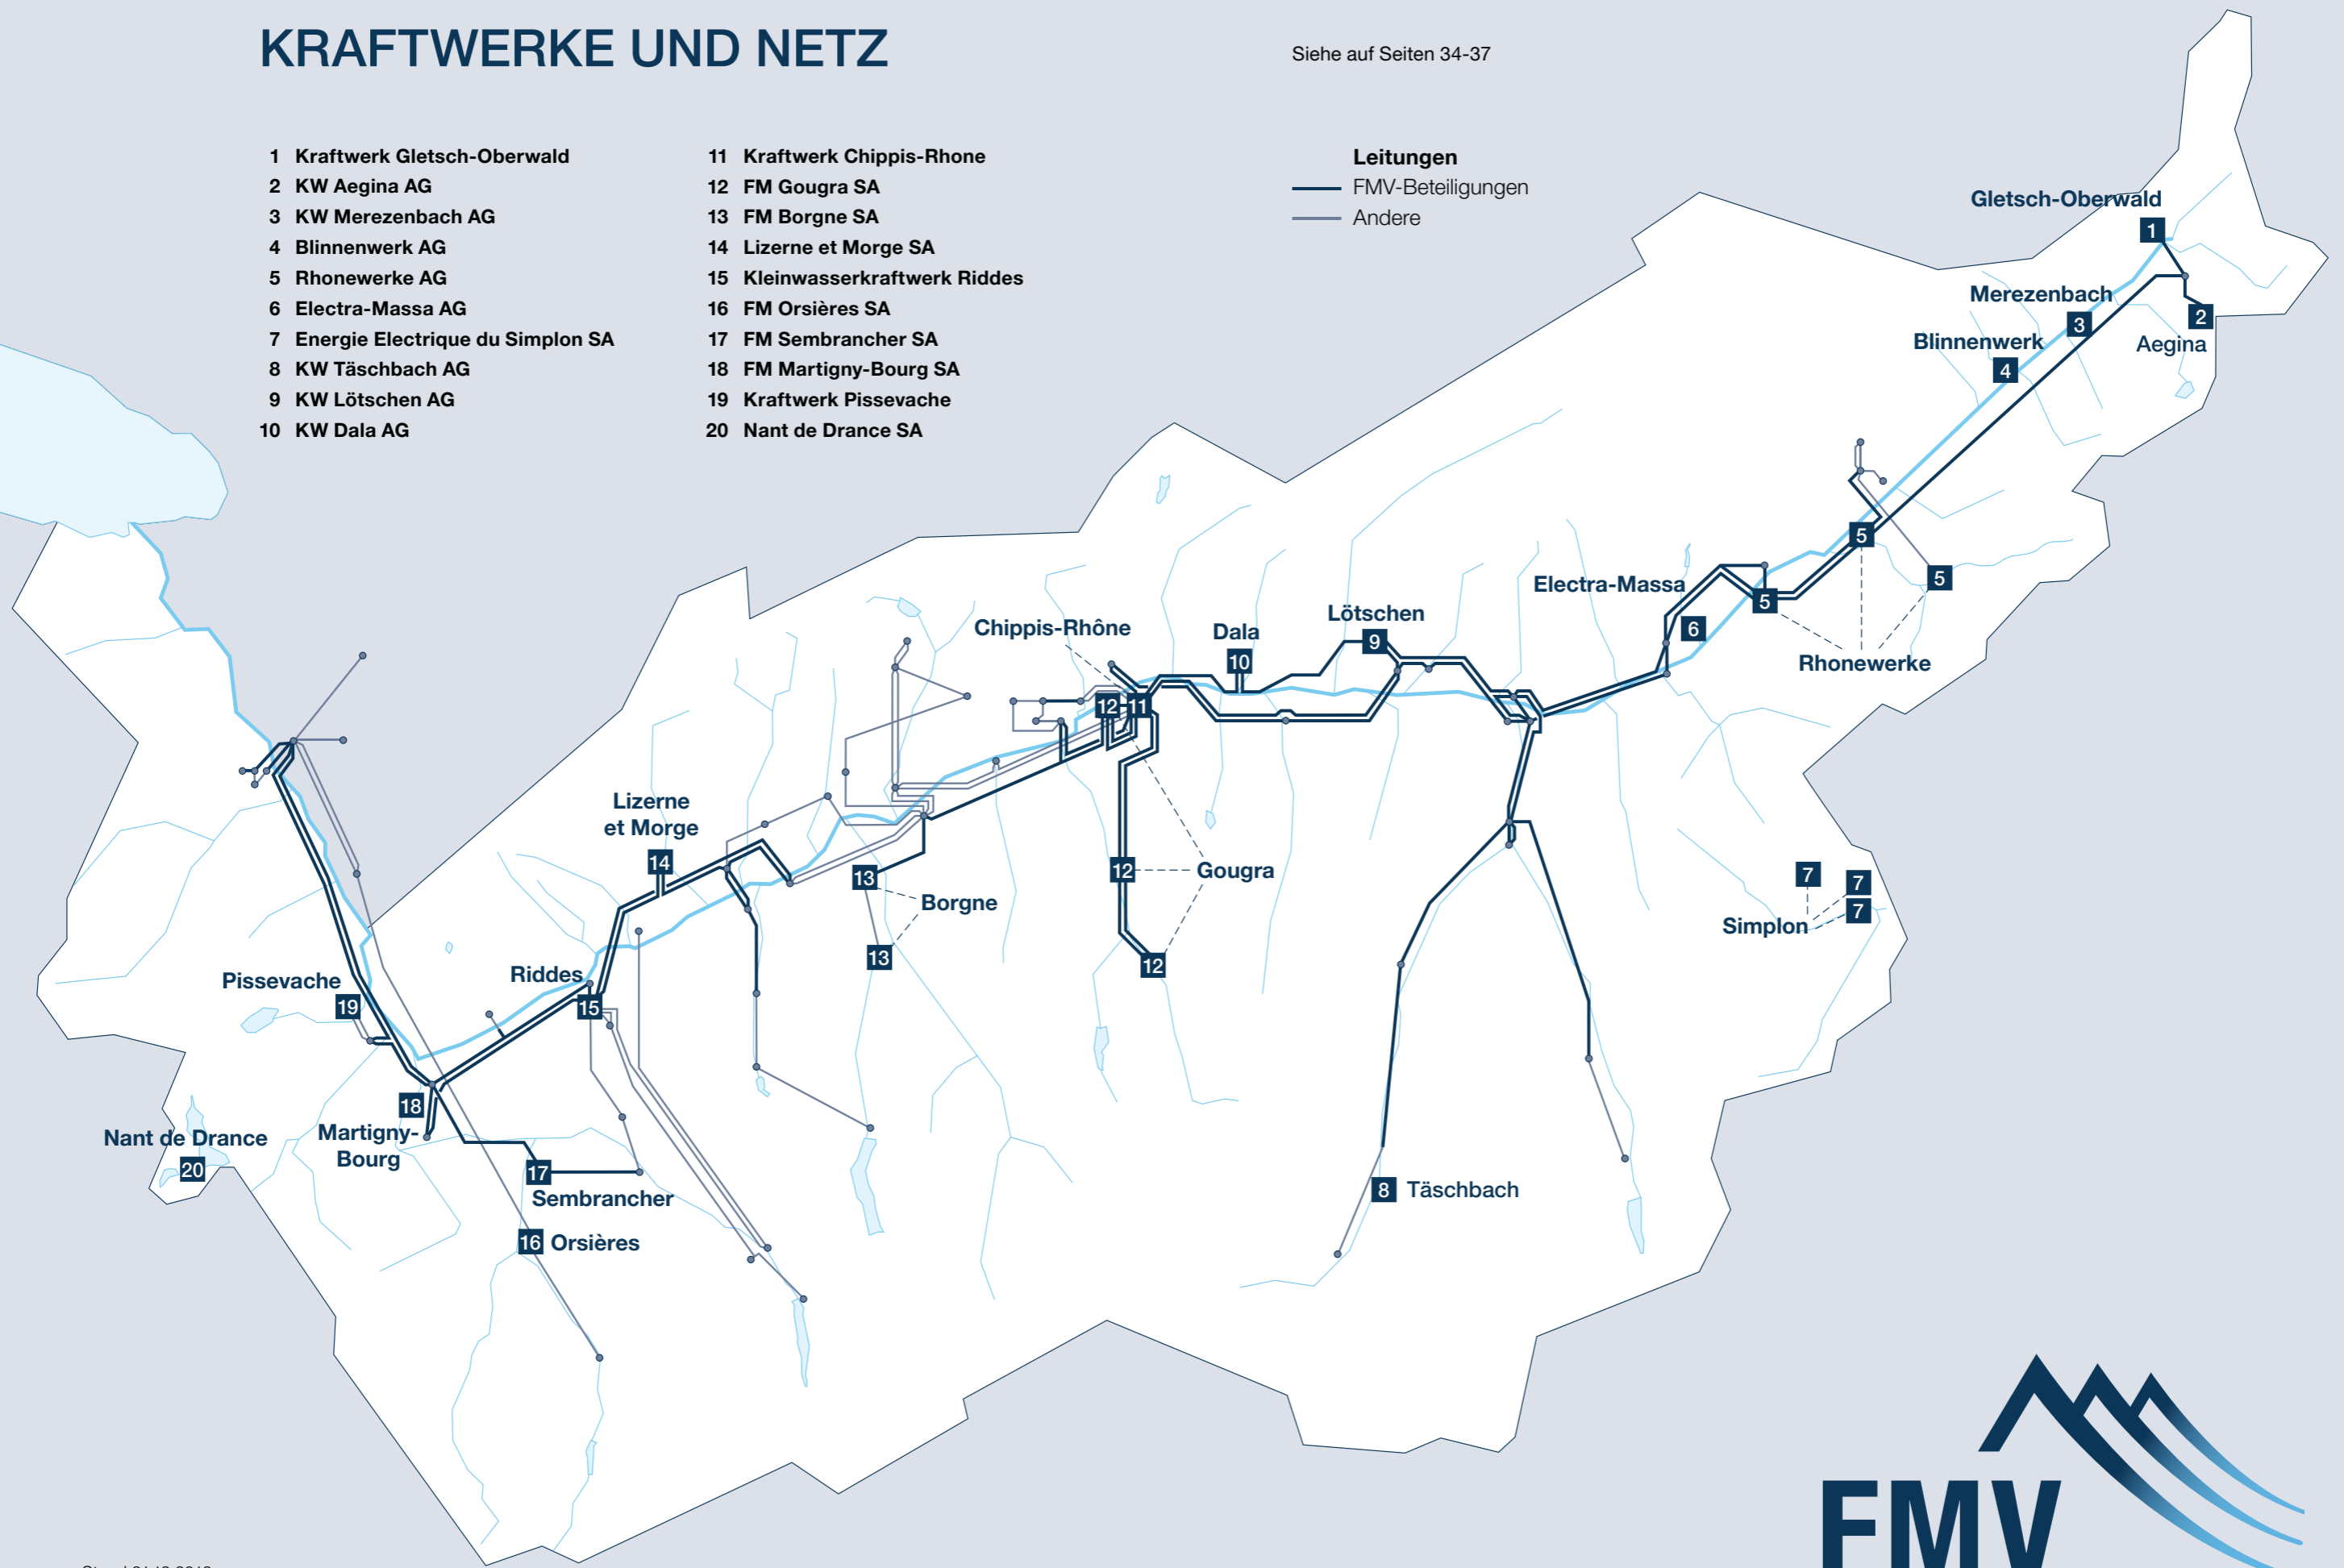 KRAFTWERKE UND NETZ
Siehe auf Seiten 34-37
1 Kraftwerk Gletsch-Oberwald
2 KW Aegina AG
3 KW Merezenbach AG
4 Blinnenwerk AG
5 Rhonewerke AG
6 Electra-Massa AG
7 Energie Electrique du Simplon SA
8 KW Täschbach AG
9 KW Lötschen AG
10 KW Dala AG
11 Kraftwerk Chippis-Rhone
12 FM Gougra SA
13 FM Borgne SA
14 Lizerne et Morge SA
15 Kleinwasserkraftwerk Riddes
16 FM Orsières SA
17 FM Sembrancher SA
18 FM Martigny-Bourg SA
19 Kraftwerk Pissevache
20 Nant de Drance SA
Leitungen
FMV-Beteiligungen
Andere
Gletsch-Oberwald
1
Merezenbach
3
2
Aegina
Blinnenwerk
4
5
5
5
Electra-Massa
6
Rhonewerke
Lötschen
9
Dala
10
Chippis-Rhône
12
11
Lizerne
et Morge
14
13
Borgne
13
12
Gougra
12
7
7
7
Simplon
Riddes
15
Pissevache
19
18
Martigny-
Bourg
Nant de Drance
20
17
Sembrancher
16
Orsières
8
Täschbach
FMV